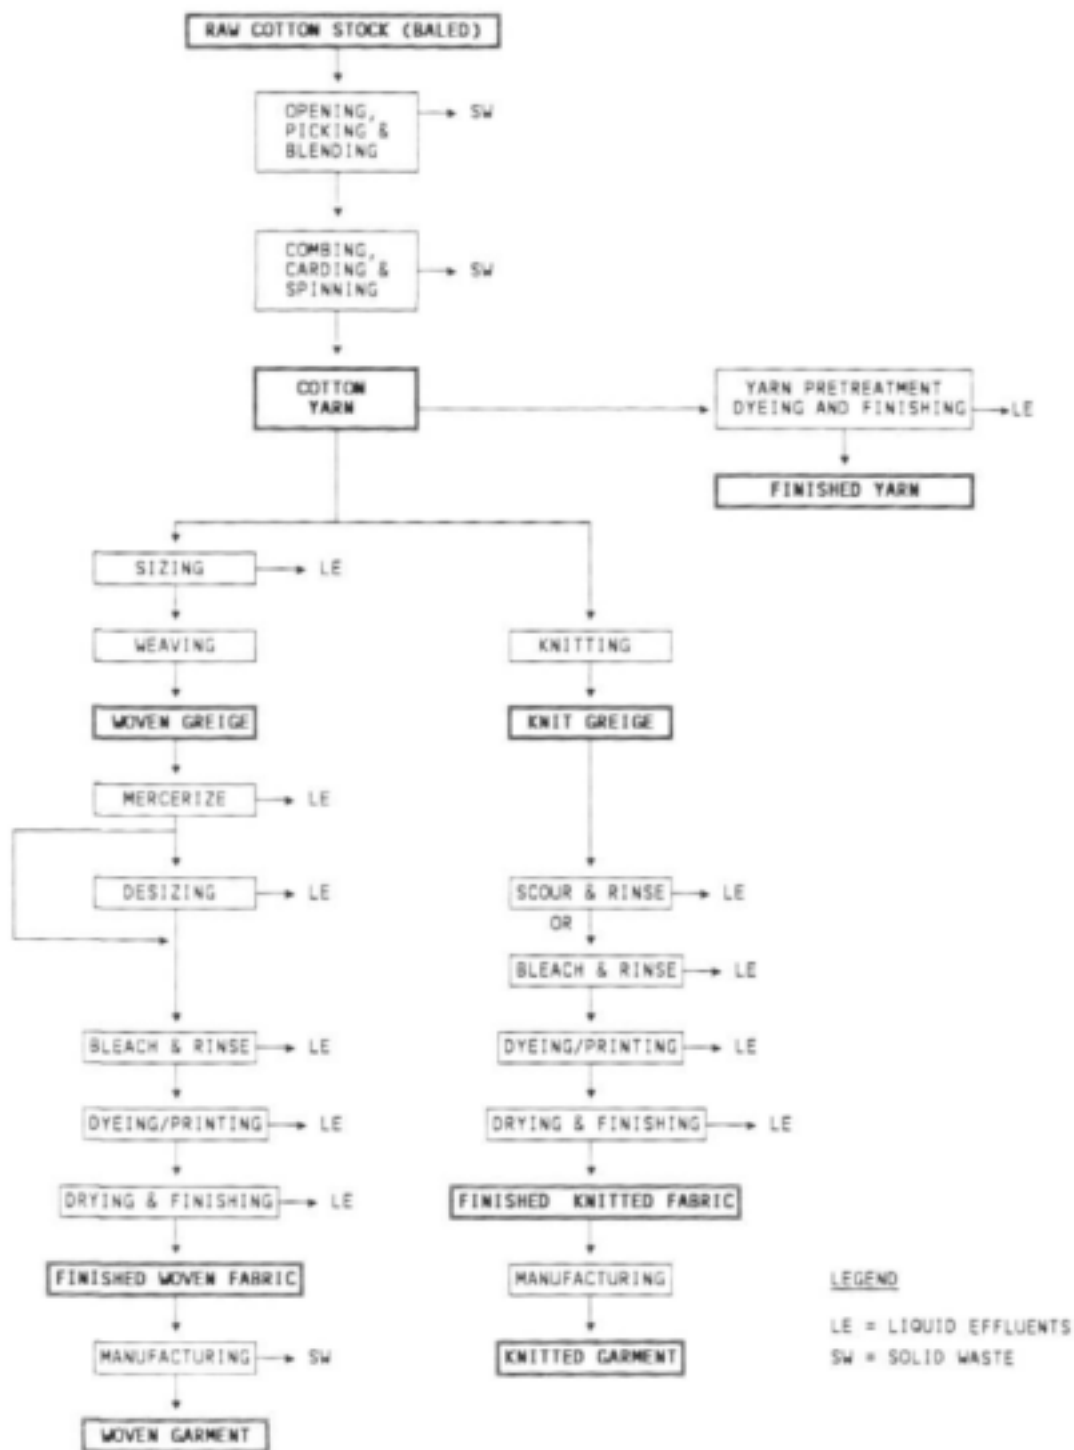 RAW COTTON STOCK (BALED)
OPENING,
PICKING &
BLENDING
SW
COMBING,
CARDING &
SPINNING
SW
COTTON
YARN
YARN PRETREATMENT
DYEING AND FINISHING
LE
FINISHED YARN
SIZING
LE
WEAVING
KNITTING
WOVEN GREIGE
KNIT GREIGE
MERCERIZE
LE
DESIZING
LE
SCOUR & RINSE
LE
OR
BLEACH & RINSE
LE
BLEACH & RINSE
LE
DYEING/PRINTING
LE
DYEING/PRINTING
LE
DRYING & FINISHING
LE
DRYING & FINISHING
LE
FINISHED KNITTED FABRIC
FINISHED WOVEN FABRIC
MANUFACTURING
LEGEND
LE = LIQUID EFFLUENTS
MANUFACTURING
SW
KNITTED GARMENT
SW = SOLID WASTE
WOVEN GARMENT